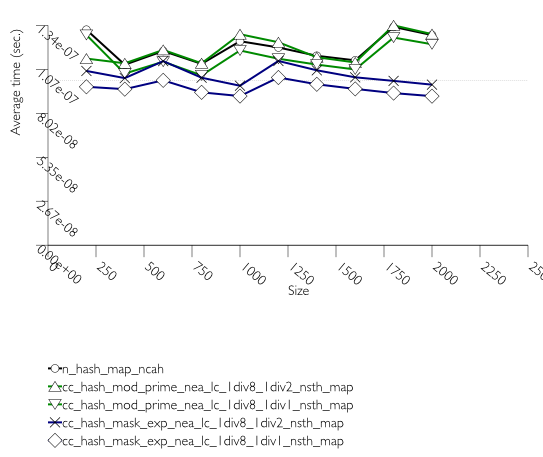 Average time (sec.)
1.34e-07
1.07e-07
8.02e-08
5.35e-08
2.67e-08
0.00e+00
0
250
500
750
1000
1250
1500
1750
2000
2250
Size
n_hash_map_ncah
cc_hash_mod_prime_nea_lc_1div8_1div2_nsth_map
cc_hash_mod_prime_nea_lc_1div8_1div1_nsth_map
cc_hash_mask_exp_nea_lc_1div8_1div2_nsth_map
cc_hash_mask_exp_nea_lc_1div8_1div1_nsth_map